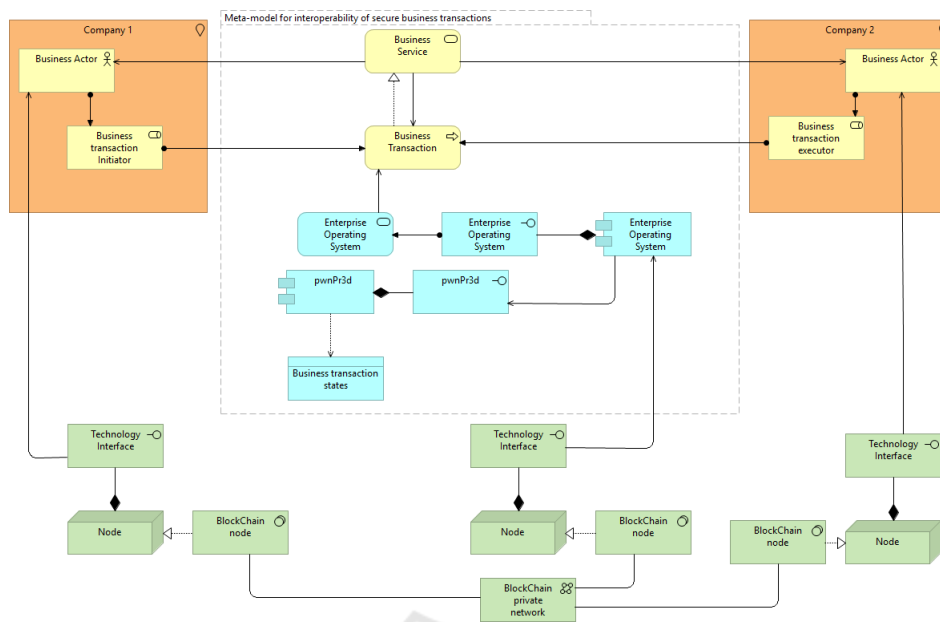 Meta-model for interoperability of secure business transactions
Company 1
Business
Service
Company 2
Business Actor
Business Actor
Business
transaction
Initiator
Business
Transaction
Business
transaction
executor
Enterprise
Operating
System
Enterprise
Operating
System
Enterprise
Operating
System
pwnPr3d
pwnPr3d
Business transaction
states
Technology
Interface
Technology
Interface
Technology
Interface
Node
BlockChain
node
Node
BlockChain
node
BlockChain
node
Node
BlockChain
private
network